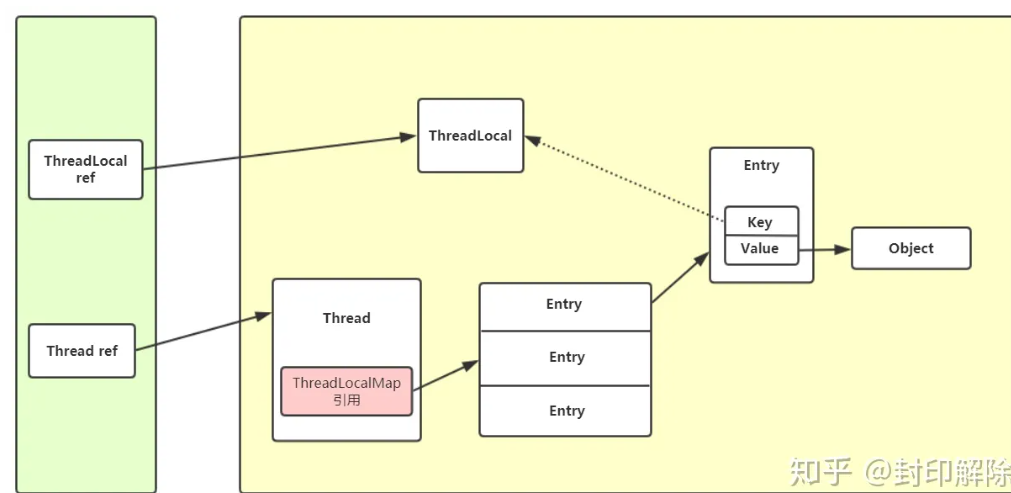 ThreadLocal
ref
ThreadLocal
Entry
Key
Value
Object
Thread ref
Thread
ThreadLocalMap
引用
Entry
Entry
Entry
知乎 @封印解除